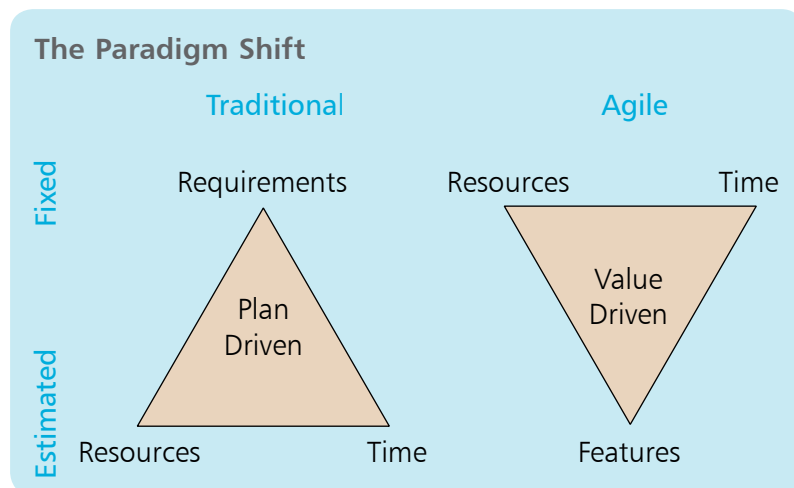 The Paradigm Shift
Traditional
Agile
Fixed
Requirements
Resources
Time
Plan
Driven
Value
Driven
Estimated
Resources
Time
Features